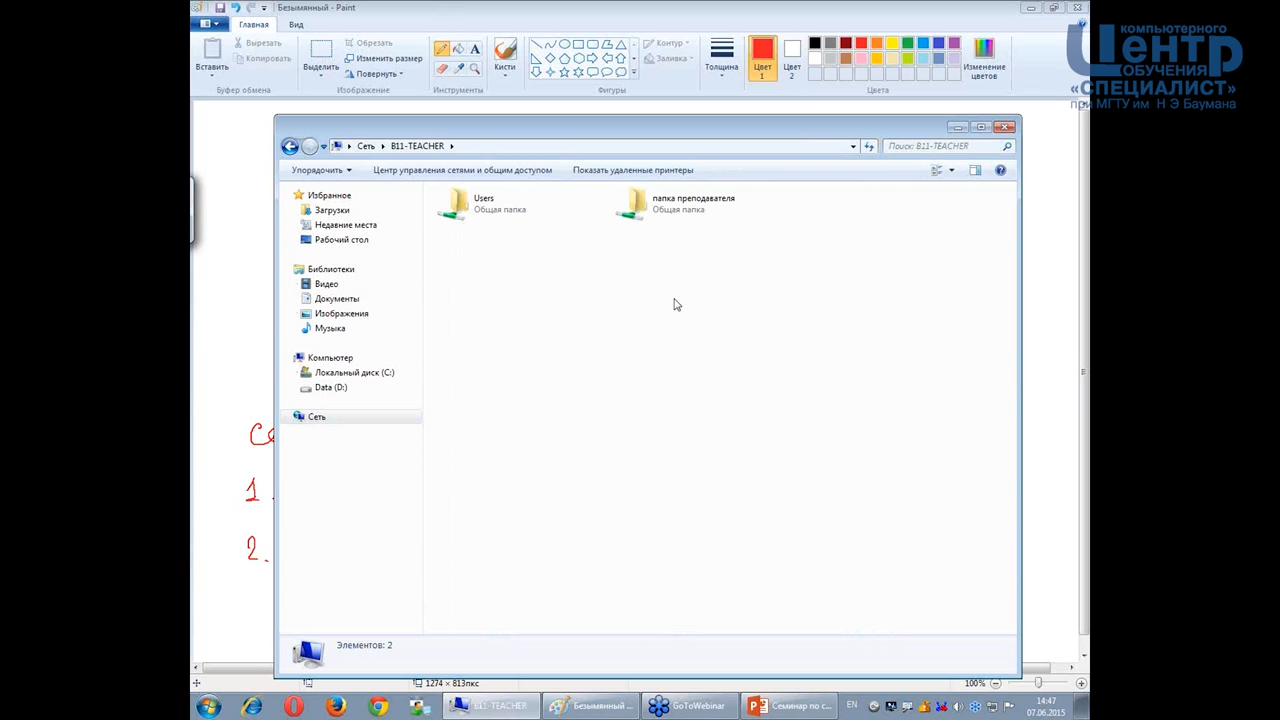 Безымянный - Paint
Главная
Вид
Вставить
Вырезать
Копировать
Буфер обмена
Выделить
Обрезать
Изменить размер
Повернуть
Изображение
Инструменты
Кисти
Фигуры
Контур
Заливка
Толщина
Цвет 1
Цвет 2
Изменение цветов
Цвета
Центр
компьютерного
ОБУЧЕНИЯ
«СПЕЦИАЛИСТ»
при МГТУ им Н Э Баумана
Сеть
B11-TEACHER
Поиск: B11-TEACHER
Упорядочить
Центр управления сетями и общим доступом
Показать удаленные принтеры
Избранное
Загрузки
Недавние места
Рабочий стол
Библиотеки
Видео
Документы
Изображения
Музыка
Компьютер
Локальный диск (C:)
Data (D:)
Сеть
Users
Общая папка
папка преподавателя
Общая папка
1.
2.
Элементов: 2
1274 × 813пкс
100%
B11-TEACHER
Безымянный ...
GoToWebinar
Семинар по с...
EN
14:47
07.06.2015